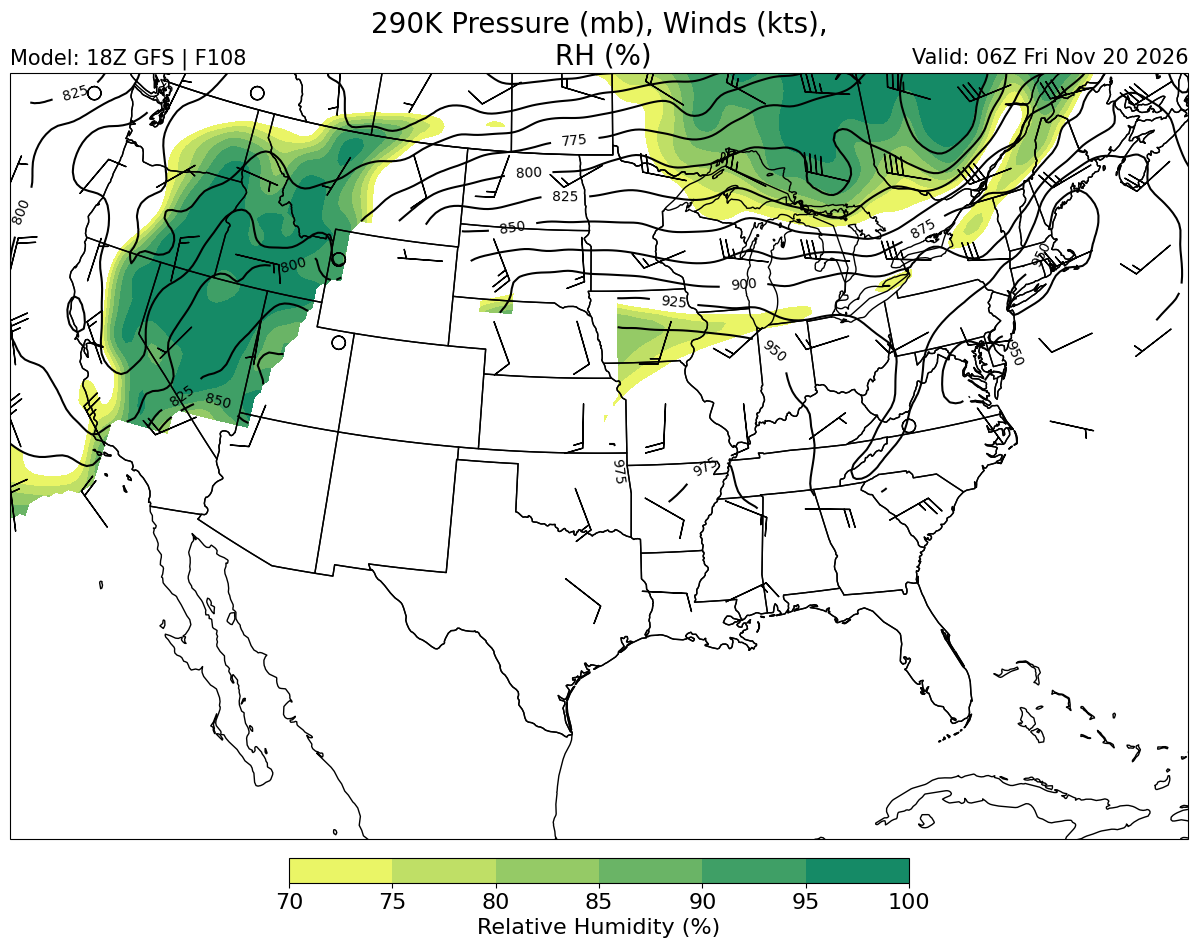 290K Pressure (mb), Winds (kts),
RH (%)
Model: 18Z GFS | F108
Valid: 06Z Fri Nov 20 2026
825
775
800
825
800
850
875
850
800
900
925
950
950
825
850
975
975
70 75 80 85 90 95 100
Relative Humidity (%)